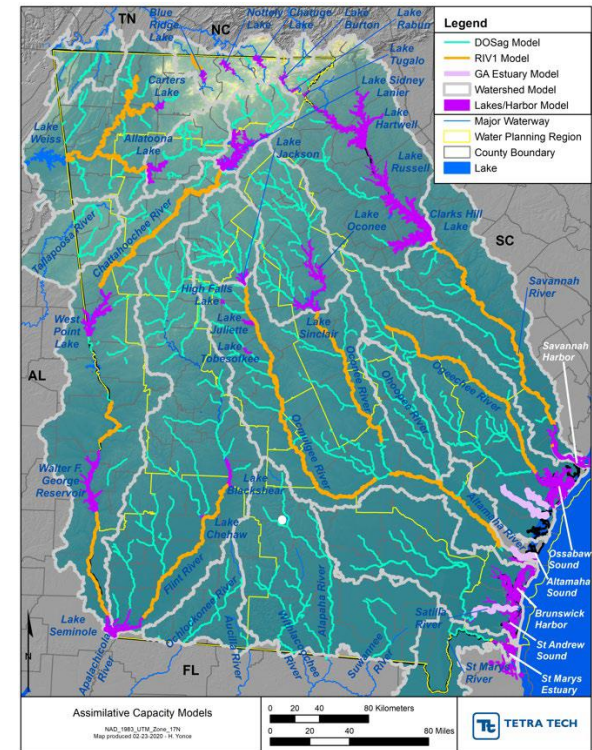 TN
NC
Blue
Ridge
Lake
Nottely
Lake
Chatuge
Lake
Lake
Burton
Lake
Rabun
Lake
Tugalo
Carters
Lake
Lake Sidney
Lanier
Lake
Hartwell
Lake
Weiss
Allatoona
Lake
Lake
Jackson
Lake
Russell
Lake
Oconee
Clarks Hill
Lake
SC
Tallapoosa River
Chattahoochee River
Savannah
River
High Falls
Lake
Lake
Juliette
Lake
Tobesofkee
Lake
Sinclair
West
Point
Lake
Savannah
Harbor
AL
Oconee River
Ohoopee River
Ogeechee River
Ocmulgee River
Walter F.
George
Reservoir
Lake
Blackshear
Lake
Chehaw
Altamaha River
Ossabaw
Sound
Altamaha
Sound
Flint River
Brunswick
Harbor
Lake
Seminole
Ochlockonee River
Alapaha River
Satilla
River
St Andrew
Sound
Apalachicola
River
Aucilla River
Withlacoochee
River
Suwannee
River
St Marys
River
St Marys
Estuary
FL
N
Legend
DOSag Model
RIV1 Model
GA Estuary Model
Watershed Model
Lakes/Harbor Model
Major Waterway
Water Planning Region
County Boundary
Lake
Assimilative Capacity Models
NAD_1983_UTM_Zone_17N
Map produced 02-23-2020 - H. Yonce
0 20 40 80 Kilometers
0 20 40 80 Miles
Tt TETRA TECH